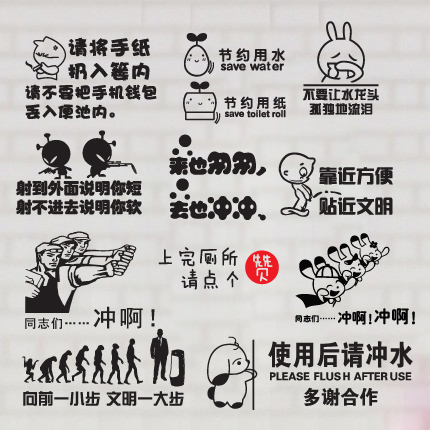 请将手纸
扔入篓内
请不要把手机钱包
丢入便池内。
节约用水
save water
节约用纸
save toilet roll
不要让水龙头
孤独地流泪
射到外面说明你短
射不进去说明你软
来也匆匆,
去也冲冲、
靠近方便
贴近文明
同志们……冲啊!
上完厕所
请点个
赞
同志们……冲啊!冲啊!
向前一小步 文明一大步
使用后请冲水
PLEASE FLUSH AFTER USE
多谢合作